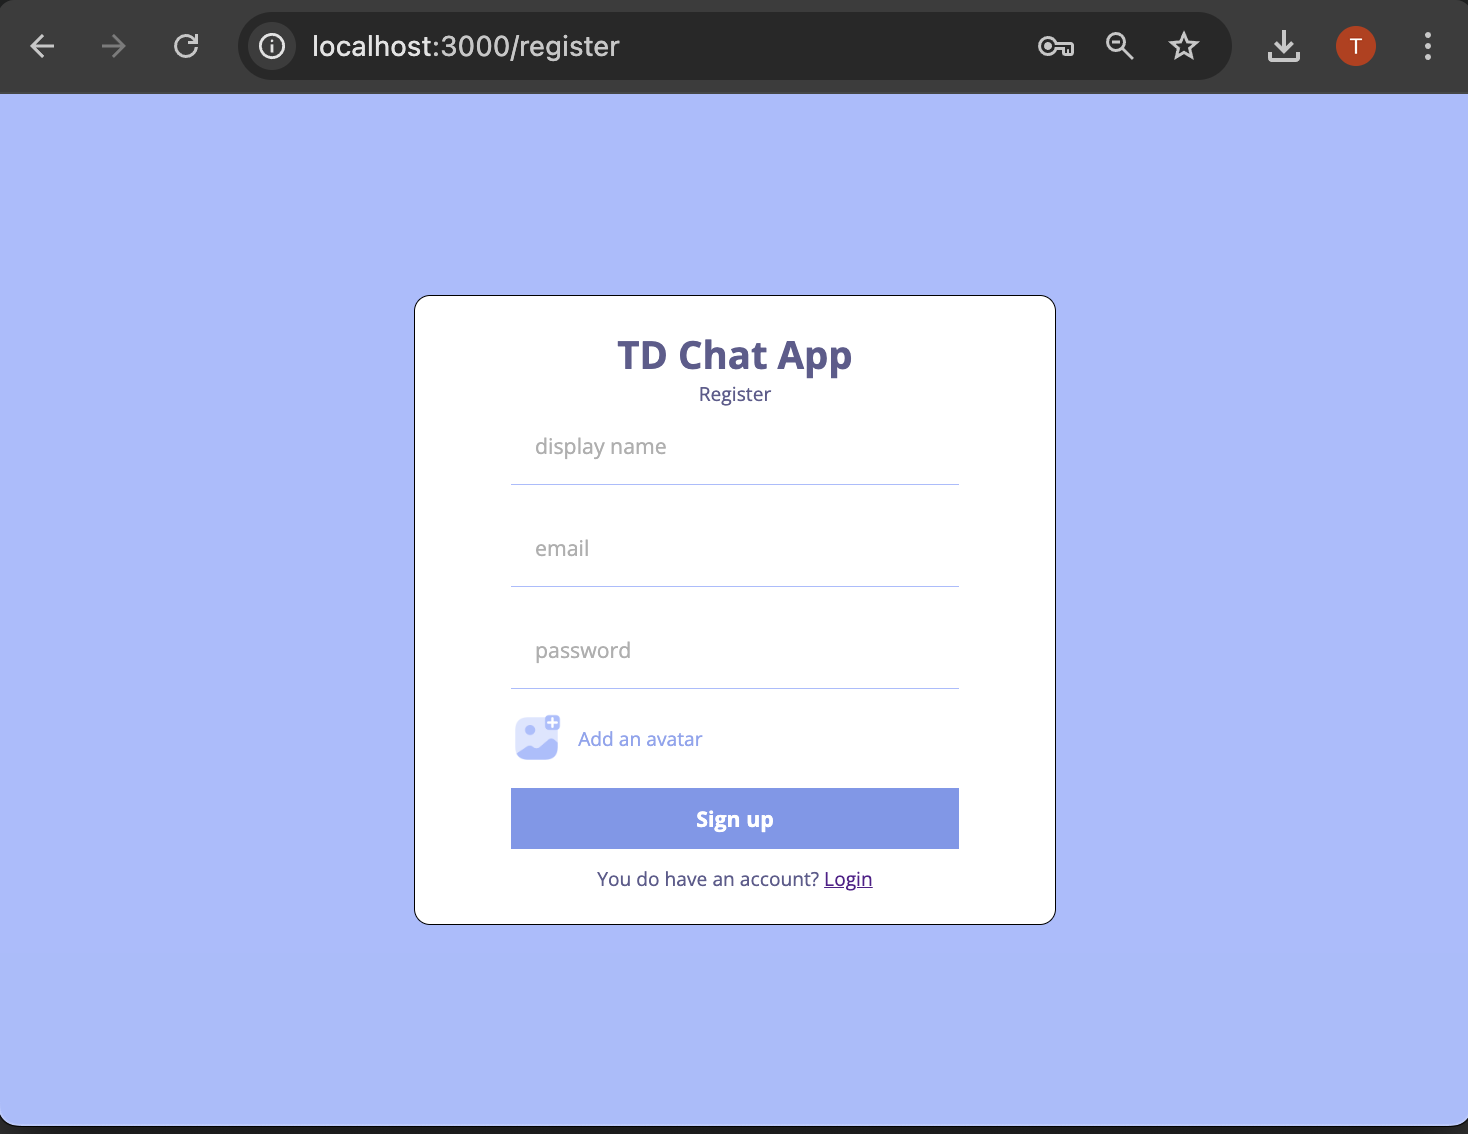 localhost:3000/register
T
TD Chat App
Register
display name
email
password
Add an avatar
Sign up
You do have an account? Login